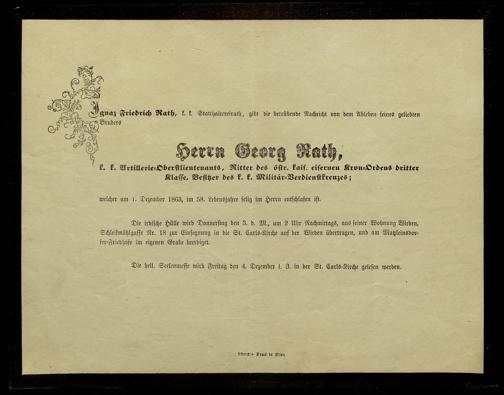 Ignaz Friedrich Rath, k. k. Statthaltereirath, gibt die betrübende Nachricht von dem Ableben seines geliebten
Bruders
Herrn Georg Rath,
k. k. Artillerie-Oberstlieutenants, Ritter des östr. kais. eisernen Kron-Ordens dritter
Klasse, Besitzer des k. k. Militär-Verdienstkreuzes;
welcher am 1. Dezember 1863, im 58. Lebensjahre selig im Herrn entschlafen ist.
Die irdische Hülle wird Donnerstag den 3. d. M., um 2 Uhr Nachmittags, aus seiner Wohnung Wieden,
Schleifmühlgasse Nr. 18 zur Einsegnung in die St. Carls-Kirche auf der Wieden übertragen, und am Matzleinsdor-
fer-Friedhofe im eigenen Grabe beerdiget.
Die heil. Seelenmesse wird Freitag den 4. Dezember l. J. in der St. Carls-Kirche gelesen werden.
Druck in Wien